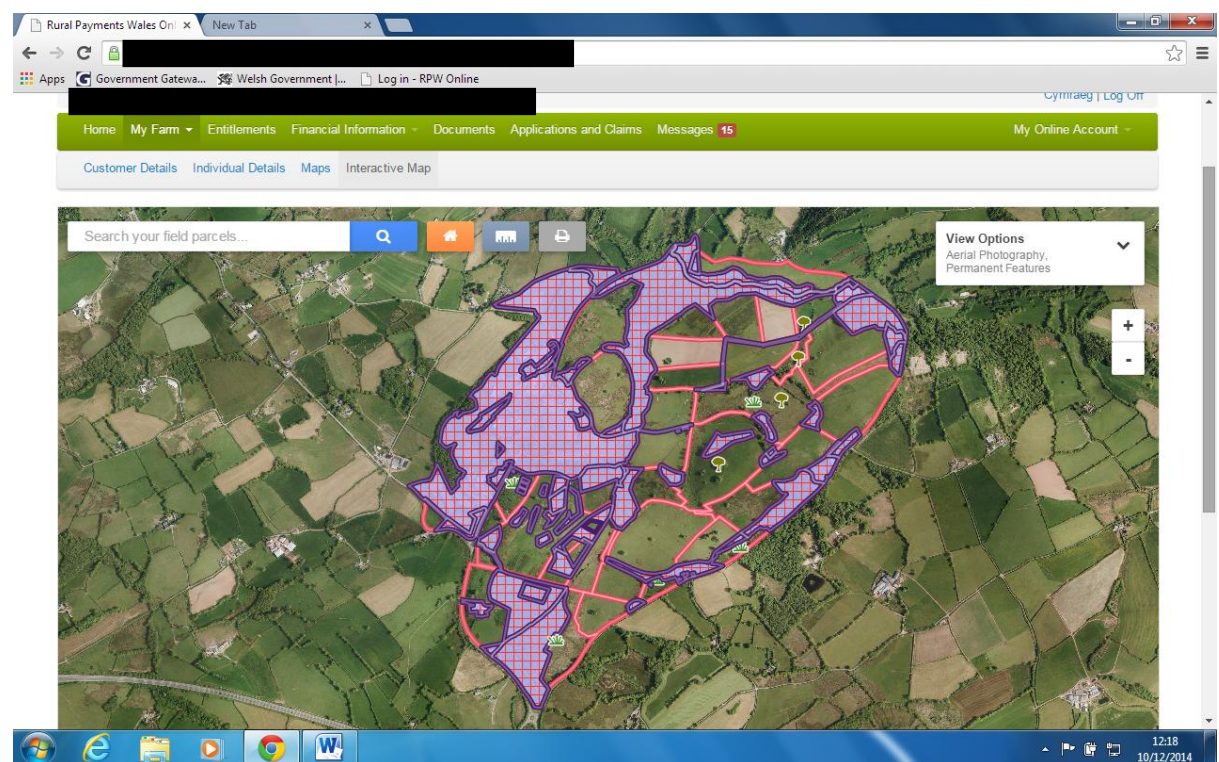 Rural Payments Wales Onl
New Tab
Apps Government Gatewa... Welsh Government |... Log in - RPW Online
Cymraeg | Log Off
Home My Farm Entitlements Financial Information Documents Applications and Claims Messages 15 My Online Account
Customer Details Individual Details Maps Interactive Map
Search your field parcels...
View Options
Aerial Photography,
Permanent Features
+
-
12:18
10/12/2014